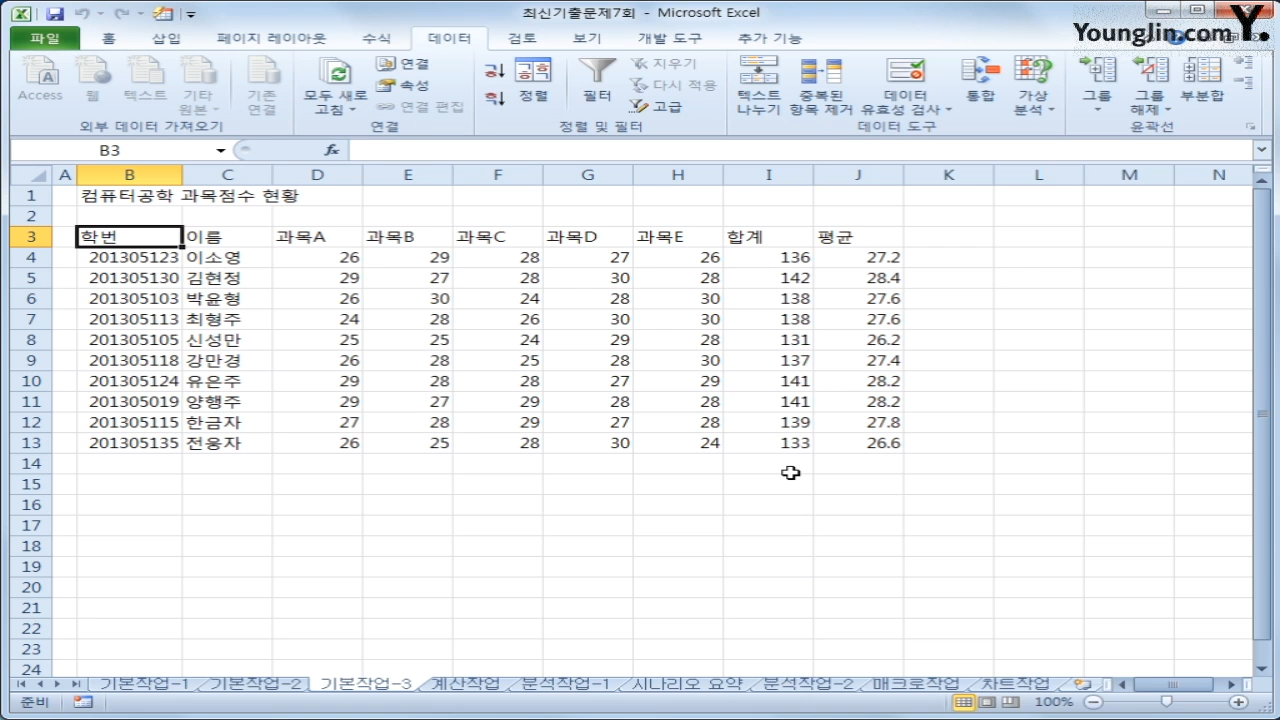 최신기출문제7회 - Microsoft Excel
YoungJin.com Y.
파일 홈 삽입 페이지 레이아웃 수식 데이터 검토 보기 개발 도구 추가 기능
Access 웹 텍스트 기타 원본 기존 연결
모두 새로 고침 연결 속성 연결 편집
정렬 필터 지우기 다시 적용 고급
텍스트 나누기 중복된 항목 제거 데이터 유효성 검사 통합 가상 분석
그룹 그룹 해제 부분합
외부 데이터 가져오기 연결 정렬 및 필터 데이터 도구 윤곽선
B3 fx
A B C D E F G H I J K L M N
1 컴퓨터공학 과목점수 현황
2
3 학번 이름 과목A 과목B 과목C 과목D 과목E 합계 평균
4 201305123 이소영 26 29 28 27 26 136 27.2
5 201305130 김현정 29 27 28 30 28 142 28.4
6 201305103 박윤형 26 30 24 28 30 138 27.6
7 201305113 최형주 24 28 26 30 30 138 27.6
8 201305105 신성만 25 25 24 29 28 131 26.2
9 201305118 강만경 26 28 25 28 30 137 27.4
10 201305124 유은주 29 28 28 27 29 141 28.2
11 201305019 양행주 29 27 29 28 28 141 28.2
12 201305115 한금자 27 28 29 27 28 139 27.8
13 201305135 전웅자 26 25 28 30 24 133 26.6
14
15
16
17
18
19
20
21
22
23
24
기본작업-1 기본작업-2 기본작업-3 계산작업 분석작업-1 시나리오 요약 분석작업-2 매크로작업 차트작업
준비 100%